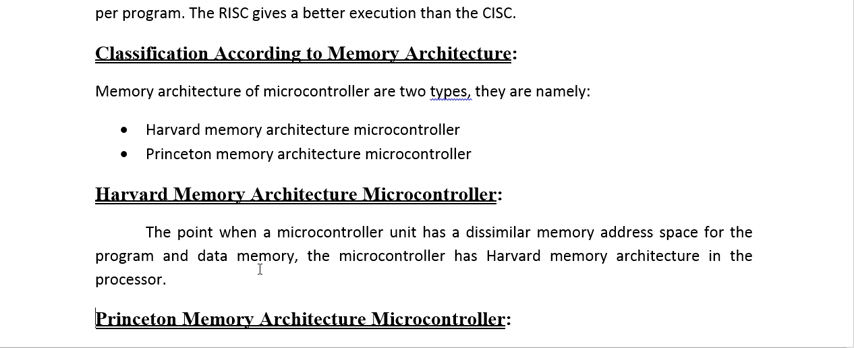 per program. The RISC gives a better execution than the CISC.
Classification According to Memory Architecture:
Memory architecture of microcontroller are two types, they are namely:
• Harvard memory architecture microcontroller
• Princeton memory architecture microcontroller
Harvard Memory Architecture Microcontroller:
The point when a microcontroller unit has a dissimilar memory address space for the
program and data memory, the microcontroller has Harvard memory architecture in the
processor.
Princeton Memory Architecture Microcontroller: